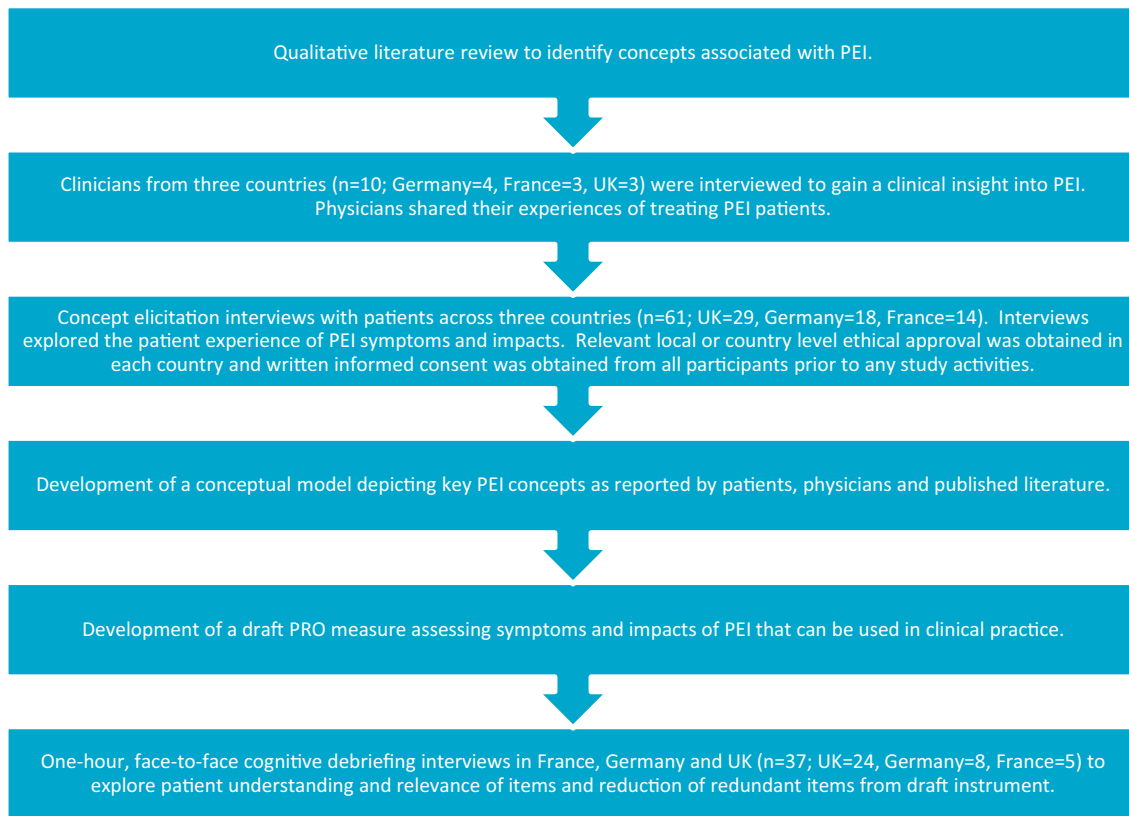 Qualitative literature review to identify concepts associated with PEI.
Clinicians from three countries (n=10; Germany=4, France=3, UK=3) were interviewed to gain a clinical insight into PEI.
Physicians shared their experiences of treating PEI patients.
Concept elicitation interviews with patients across three countries (n=61; UK=29, Germany=18, France=14).  Interviews
explored the patient experience of PEI symptoms and impacts.  Relevant local or country level ethical approval was obtained in
each country and written informed consent was obtained from all participants prior to any study activities.
Development of a conceptual model depicting key PEI concepts as reported by patients, physicians and published literature.
Development of a draft PRO measure assessing symptoms and impacts of PEI that can be used in clinical practice.
One-hour, face-to-face cognitive debriefing interviews in France, Germany and UK (n=37; UK=24, Germany=8, France=5) to
explore patient understanding and relevance of items and reduction of redundant items from draft instrument.